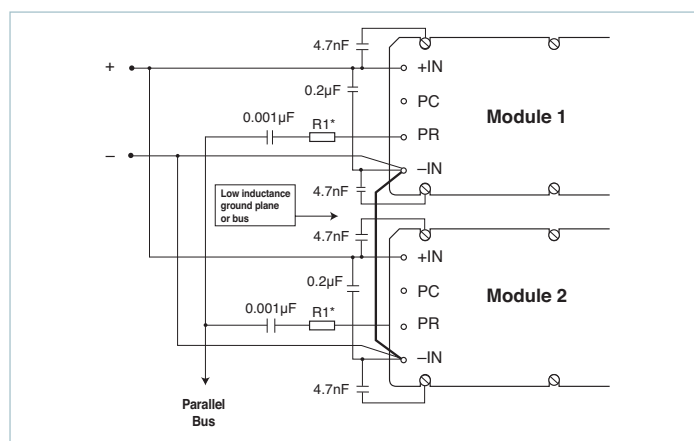 4.7nF
+
+IN
0.2µF
PC
Module 1
0.001µF
R1*
PR
–
–IN
4.7nF
Low inductance
ground plane
or bus
4.7nF
+IN
0.2µF
PC
Module 2
0.001µF
R1*
PR
–IN
4.7nF
Parallel
Bus